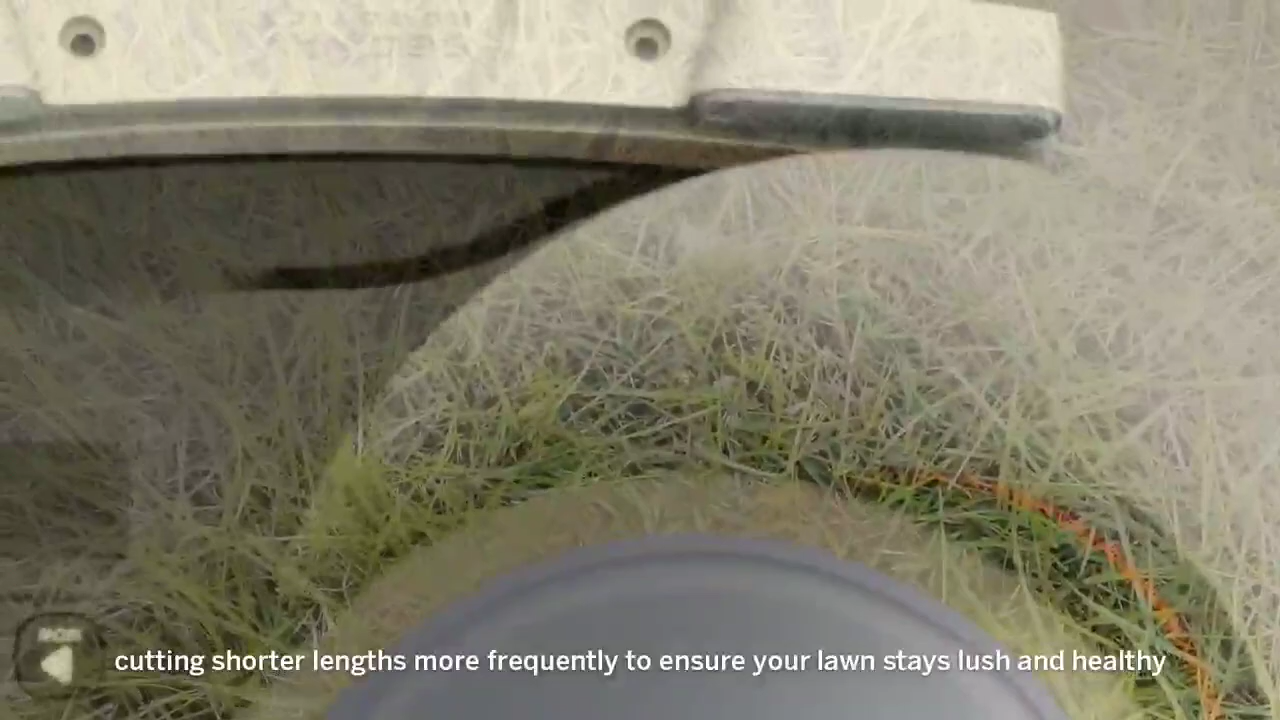 cutting shorter lengths more frequently to ensure your lawn stays lush and healthy